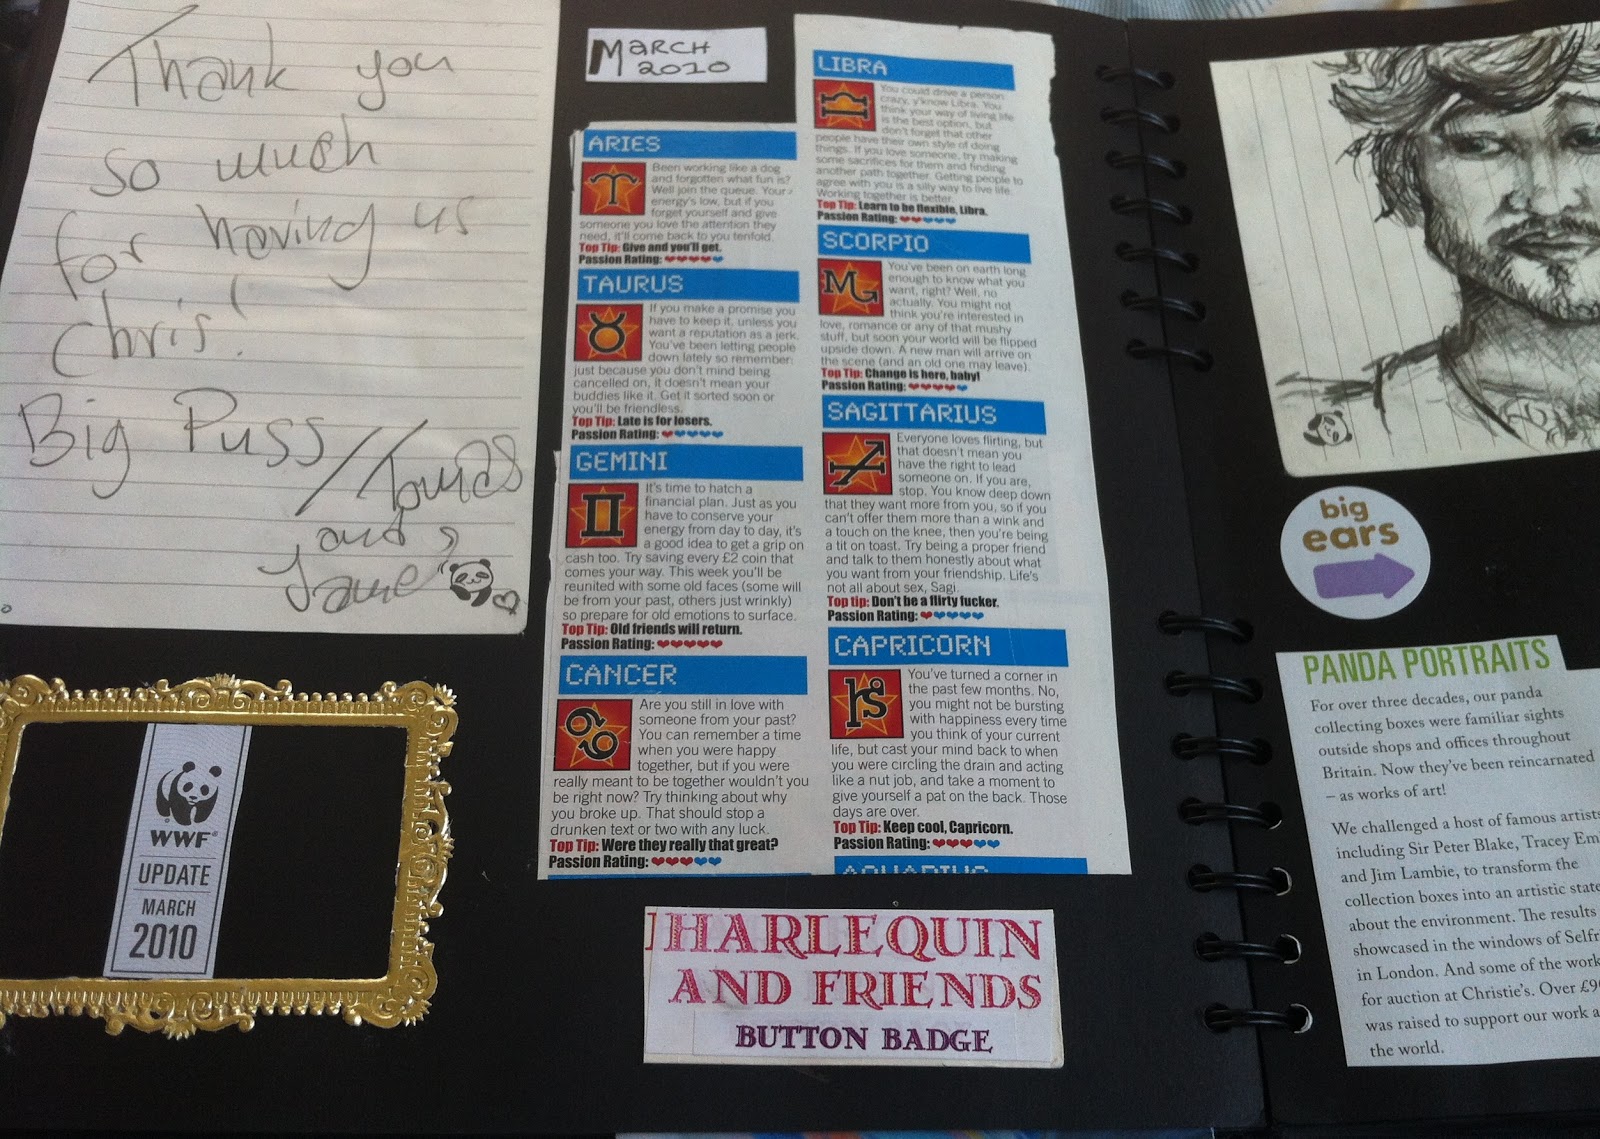 Thank you
so much
for having us
Chris!
Big Puss/
and
WWF
UPDATE
MARCH
2010
MARCH
2010
ARIES
Been working like a dog
and forgotten what fun is?
Well join the queue. Your
energy's low, but if you
forget yourself and give
someone you love the attention they
need, it'll come back to you tenfold.
Top Tip: Give and you'll get.
Passion Rating:
TAURUS
If you make a promise you
have to keep it, unless you
want a reputation as a jerk.
You've been letting people
down lately so remember:
just because you don't mind being
cancelled on, it doesn't mean your
buddies like it. Get it sorted soon or
you'll be friendless.
Top Tip: Late is for losers.
Passion Rating:
GEMINI
It's time to hatch a
financial plan. Just as you
have to conserve your
energy from day to day, it's
a good idea to get a grip on
cash too. Try saving every £2 coin that
comes your way. This week you'll be
reunited with some old faces (some will
be from your past, others just wrinkly)
so prepare for old emotions to surface.
Top Tip: Old friends will return.
Passion Rating:
CANCER
Are you still in love with
someone from your past?
You can remember a time
when you were happy
together, but if you were
really meant to be together wouldn't you
be right now? Try thinking about why
you broke up. That should stop a
drunken text or two with any luck.
Top Tip: Were they really that great?
Passion Rating:
LIBRA
You could drive a person
crazy, y'know Libra. You
think your way of living life
is the best option, but
don't forget that other
people have their own style of doing
things. If you love someone, try making
some sacrifices for them and finding
another path together. Getting people to
agree with you is a silly way to live life.
Working together is better.
Top Tip: Learn to be flexible, Libra.
Passion Rating:
SCORPIO
You've been on earth long
enough to know what you
want, right? Well, no
actually. You might not
think you're interested in
love, romance or any of that mushy
stuff, but soon your world will be flipped
upside down. A new man will arrive on
the scene (and an old one may leave).
Top Tip: Change is here, baby!
Passion Rating:
SAGITTARIUS
Everyone loves flirting, but
that doesn't mean you
have the right to lead
someone on. If you are,
stop. You know deep down
that they want more from you, so if you
can't offer them more than a wink and
a touch on the knee, then you're being
a tit on toast. Try being a proper friend
and talk to them honestly about what
you want from your friendship. Life's
not all about sex, Sagi.
Top tip: Don't be a flirty fucker.
Passion Rating:
CAPRICORN
You've turned a corner in
the past few months. No,
you might not be bursting
with happiness every time
you think of your current
life, but cast your mind back to when
you were circling the drain and acting
like a nut job, and take a moment to
give yourself a pat on the back. Those
days are over.
Top Tip: Keep cool, Capricorn.
Passion Rating:
AQUARIUS
HARLEQUIN
AND FRIENDS
BUTTON BADGE
big
ears
PANDA PORTRAITS
For over three decades, our panda
collecting boxes were familiar sights
outside shops and offices throughout
Britain. Now they've been reincarnated
– as works of art!
We challenged a host of famous artists
including Sir Peter Blake, Tracey Em
and Jim Lambie, to transform the
collection boxes into an artistic state
about the environment. The results
showcased in the windows of Selfr
in London. And some of the work
for auction at Christie's. Over £9
was raised to support our work a
the world.